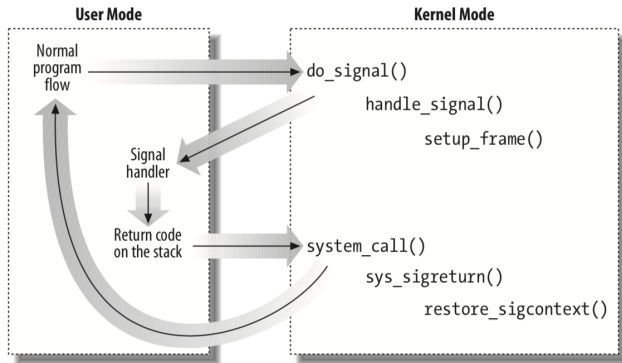 User Mode
Kernel Mode
Normal
program
flow
do_signal()
handle_signal()
setup_frame()
Signal
handler
Return code
on the stack
system_call()
sys_sigreturn()
restore_sigcontext()